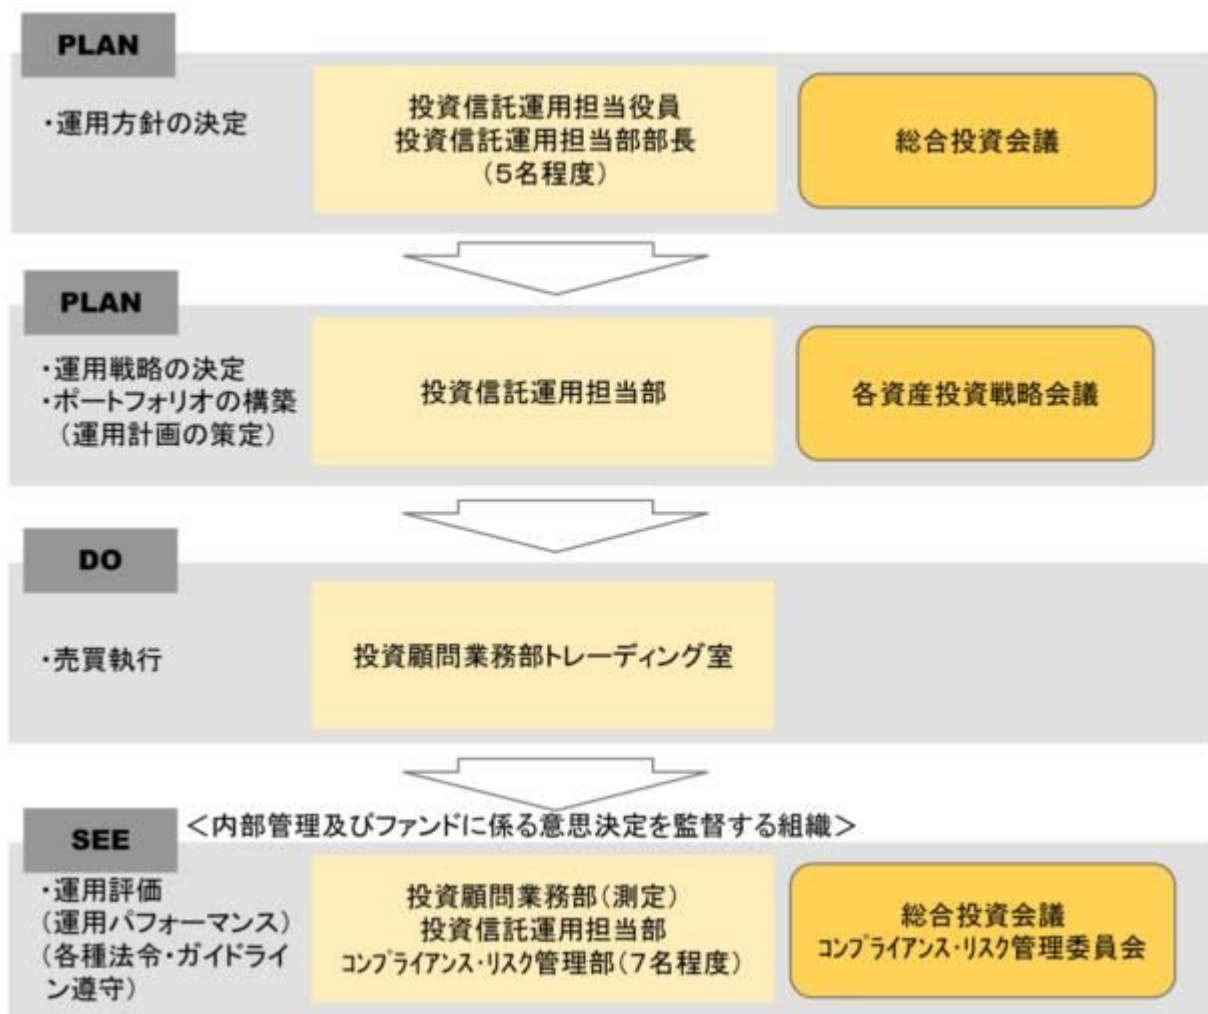 PLAN
・運用方針の決定
投資信託運用担当役員
投資信託運用担当部部長
(5名程度)
総合投資会議
PLAN
・運用戦略の決定
・ポートフォリオの構築
(運用計画の策定)
投資信託運用担当部
各資産投資戦略会議
DO
・売買執行
投資顧問業務部トレーディング室
SEE
<内部管理及びファンドに係る意思決定を監督する組織>
・運用評価
(運用パフォーマンス)
(各種法令・ガイドライ
ン遵守)
投資顧問業務部(測定)
投資信託運用担当部
コンプライアンス・リスク管理部(7名程度)
総合投資会議
コンプライアンス・リスク管理委員会